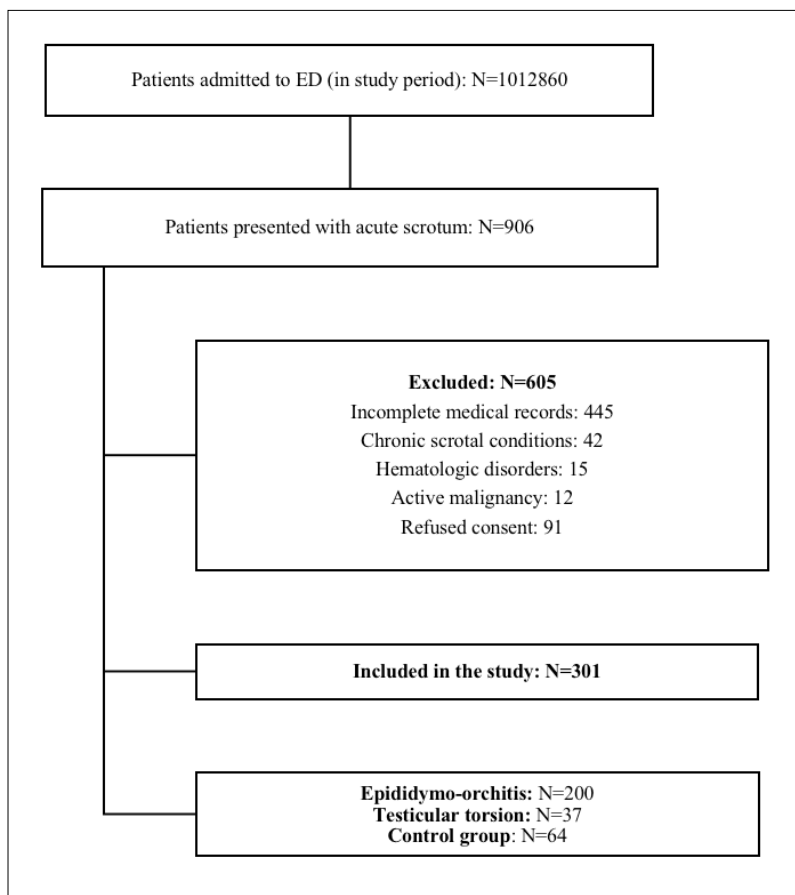 Patients admitted to ED (in study period): N=1012860
Patients presented with acute scrotum: N=906
Excluded: N=605
Incomplete medical records: 445
Chronic scrotal conditions: 42
Hematologic disorders: 15
Active malignancy: 12
Refused consent: 91
Included in the study: N=301
Epididymo-orchitis: N=200
Testicular torsion: N=37
Control group: N=64